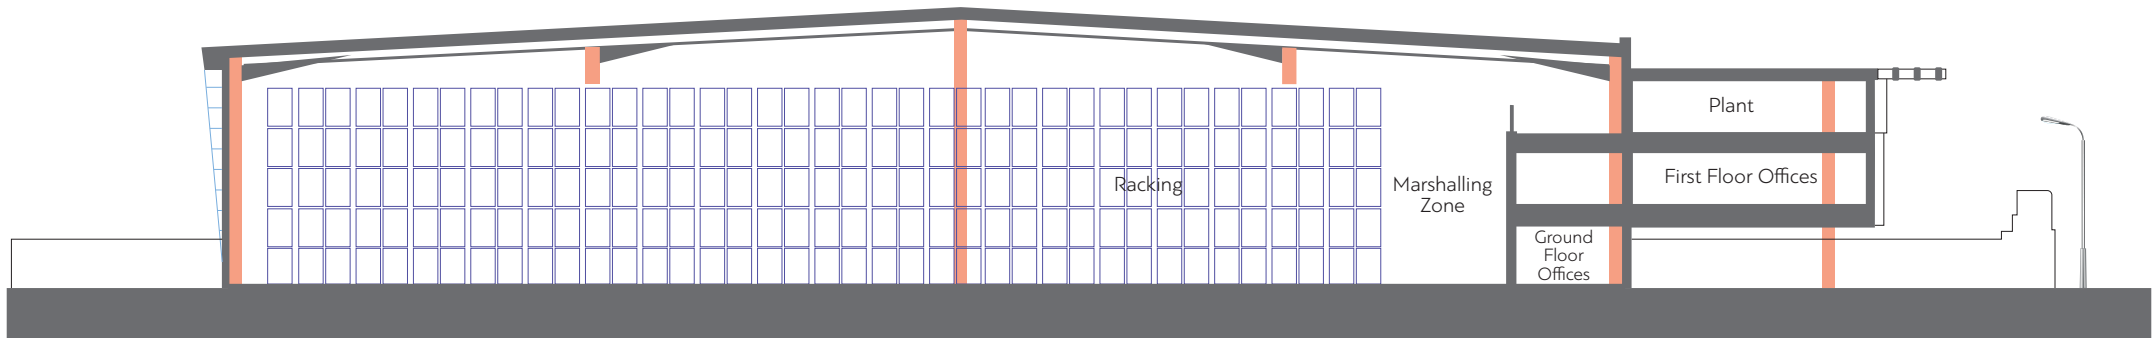 Plant
First Floor Offices
Racking
Marshalling
Zone
Ground
Floor
Offices